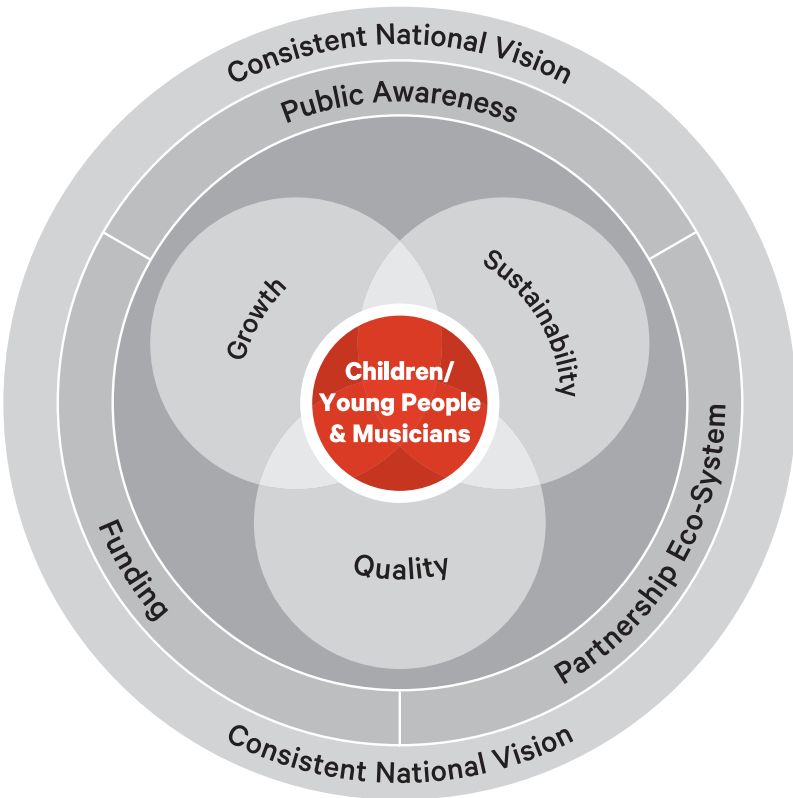 Consistent National Vision
Public Awareness
Growth
Sustainability
Children/
Young People
& Musicians
Quality
Funding
Partnership Eco-System
Consistent National Vision